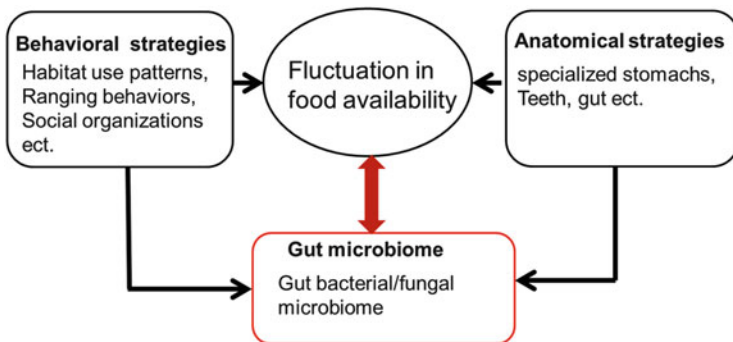 Behavioral strategies
Habitat use patterns,
Ranging behaviors,
Social organizations
ect.
Fluctuation in
food availability
Anatomical strategies
specialized stomachs,
Teeth, gut ect.
Gut microbiome
Gut bacterial/fungal
microbiome